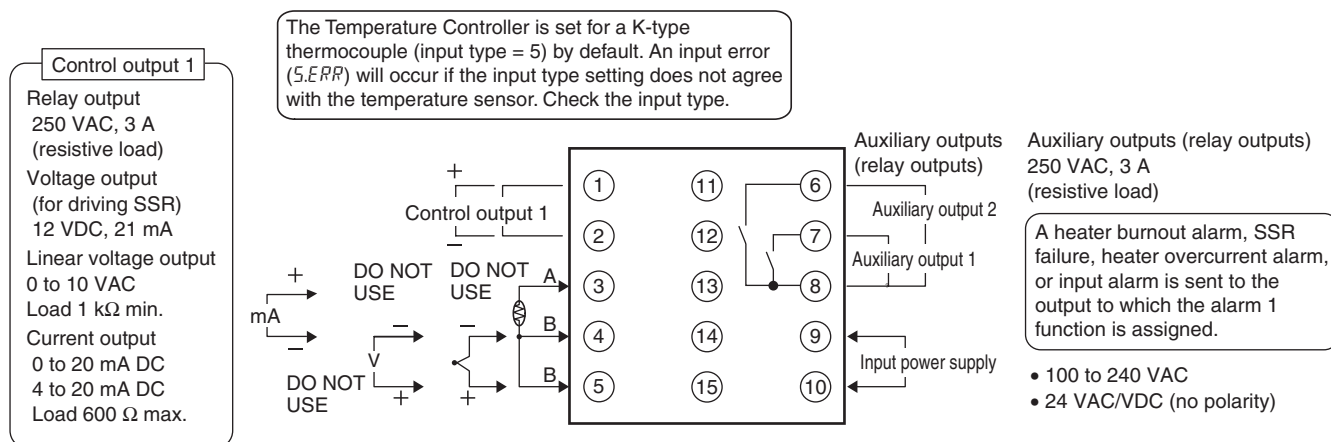 The Temperature Controller is set for a K-type
thermocouple (input type = 5) by default. An input error
(S.ERR) will occur if the input type setting does not agree
with the temperature sensor. Check the input type.
Control output 1
Relay output
250 VAC, 3 A
(resistive load)
Voltage output
(for driving SSR)
12 VDC, 21 mA
Linear voltage output
0 to 10 VAC
Load 1 kΩ min.
Current output
0 to 20 mA DC
4 to 20 mA DC
Load 600 Ω max.
+
mA
−
DO NOT
USE
DO NOT
USE
−
V
+
DO NOT
USE
−
+
+
Control output 1
−
A
B
B
1
2
3
4
5
11
12
13
14
15
6
7
8
9
10
Auxiliary outputs
(relay outputs)
Auxiliary output 2
Auxiliary output 1
Input power supply
Auxiliary outputs (relay outputs)
250 VAC, 3 A
(resistive load)
A heater burnout alarm, SSR
failure, heater overcurrent alarm,
or input alarm is sent to the
output to which the alarm 1
function is assigned.
• 100 to 240 VAC
• 24 VAC/VDC (no polarity)